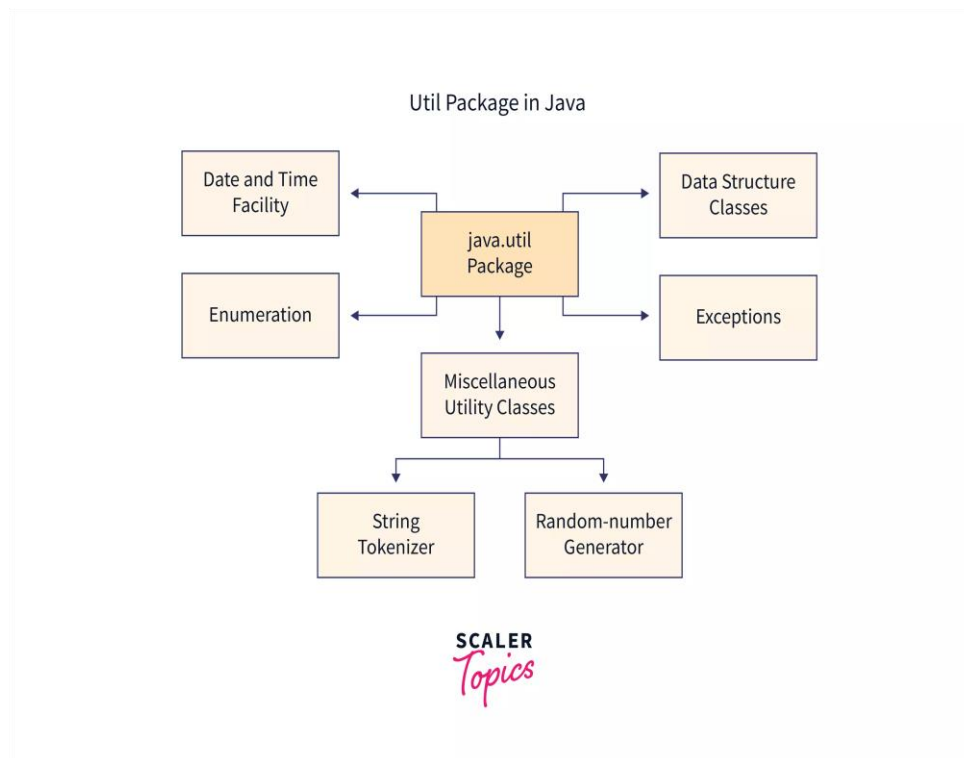 Util Package in Java
Date and Time
Facility
Data Structure
Classes
java.util
Package
Enumeration
Exceptions
Miscellaneous
Utility Classes
String
Tokenizer
Random-number
Generator
SCALER
Topics